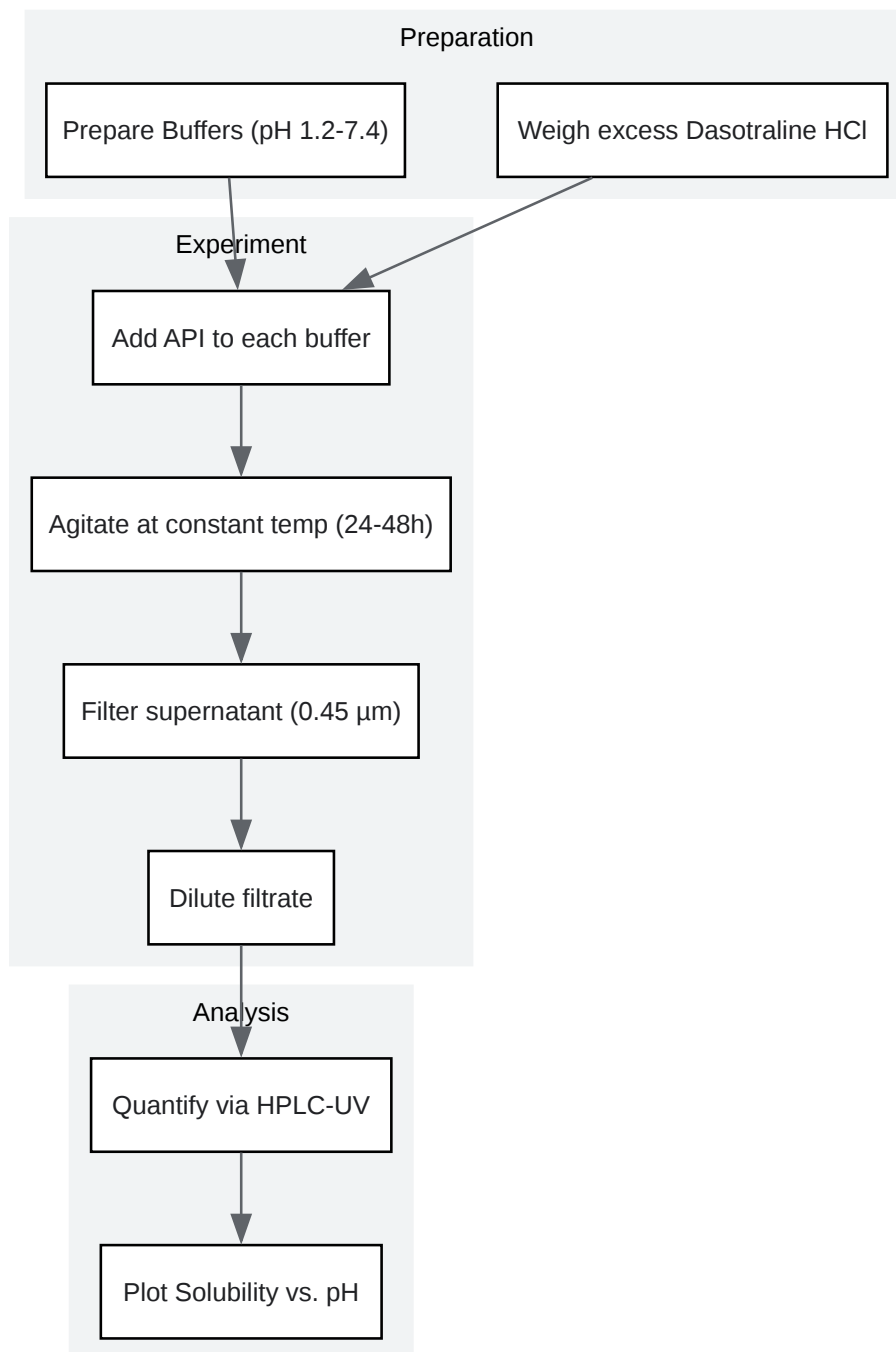 Preparation
Prepare Buffers (pH 1.2-7.4)
Weigh excess Dasotraline HCl
Experiment
Add API to each buffer
Agitate at constant temp (24-48h)
Filter supernatant (0.45 µm)
Dilute filtrate
Analysis
Quantify via HPLC-UV
Plot Solubility vs. pH